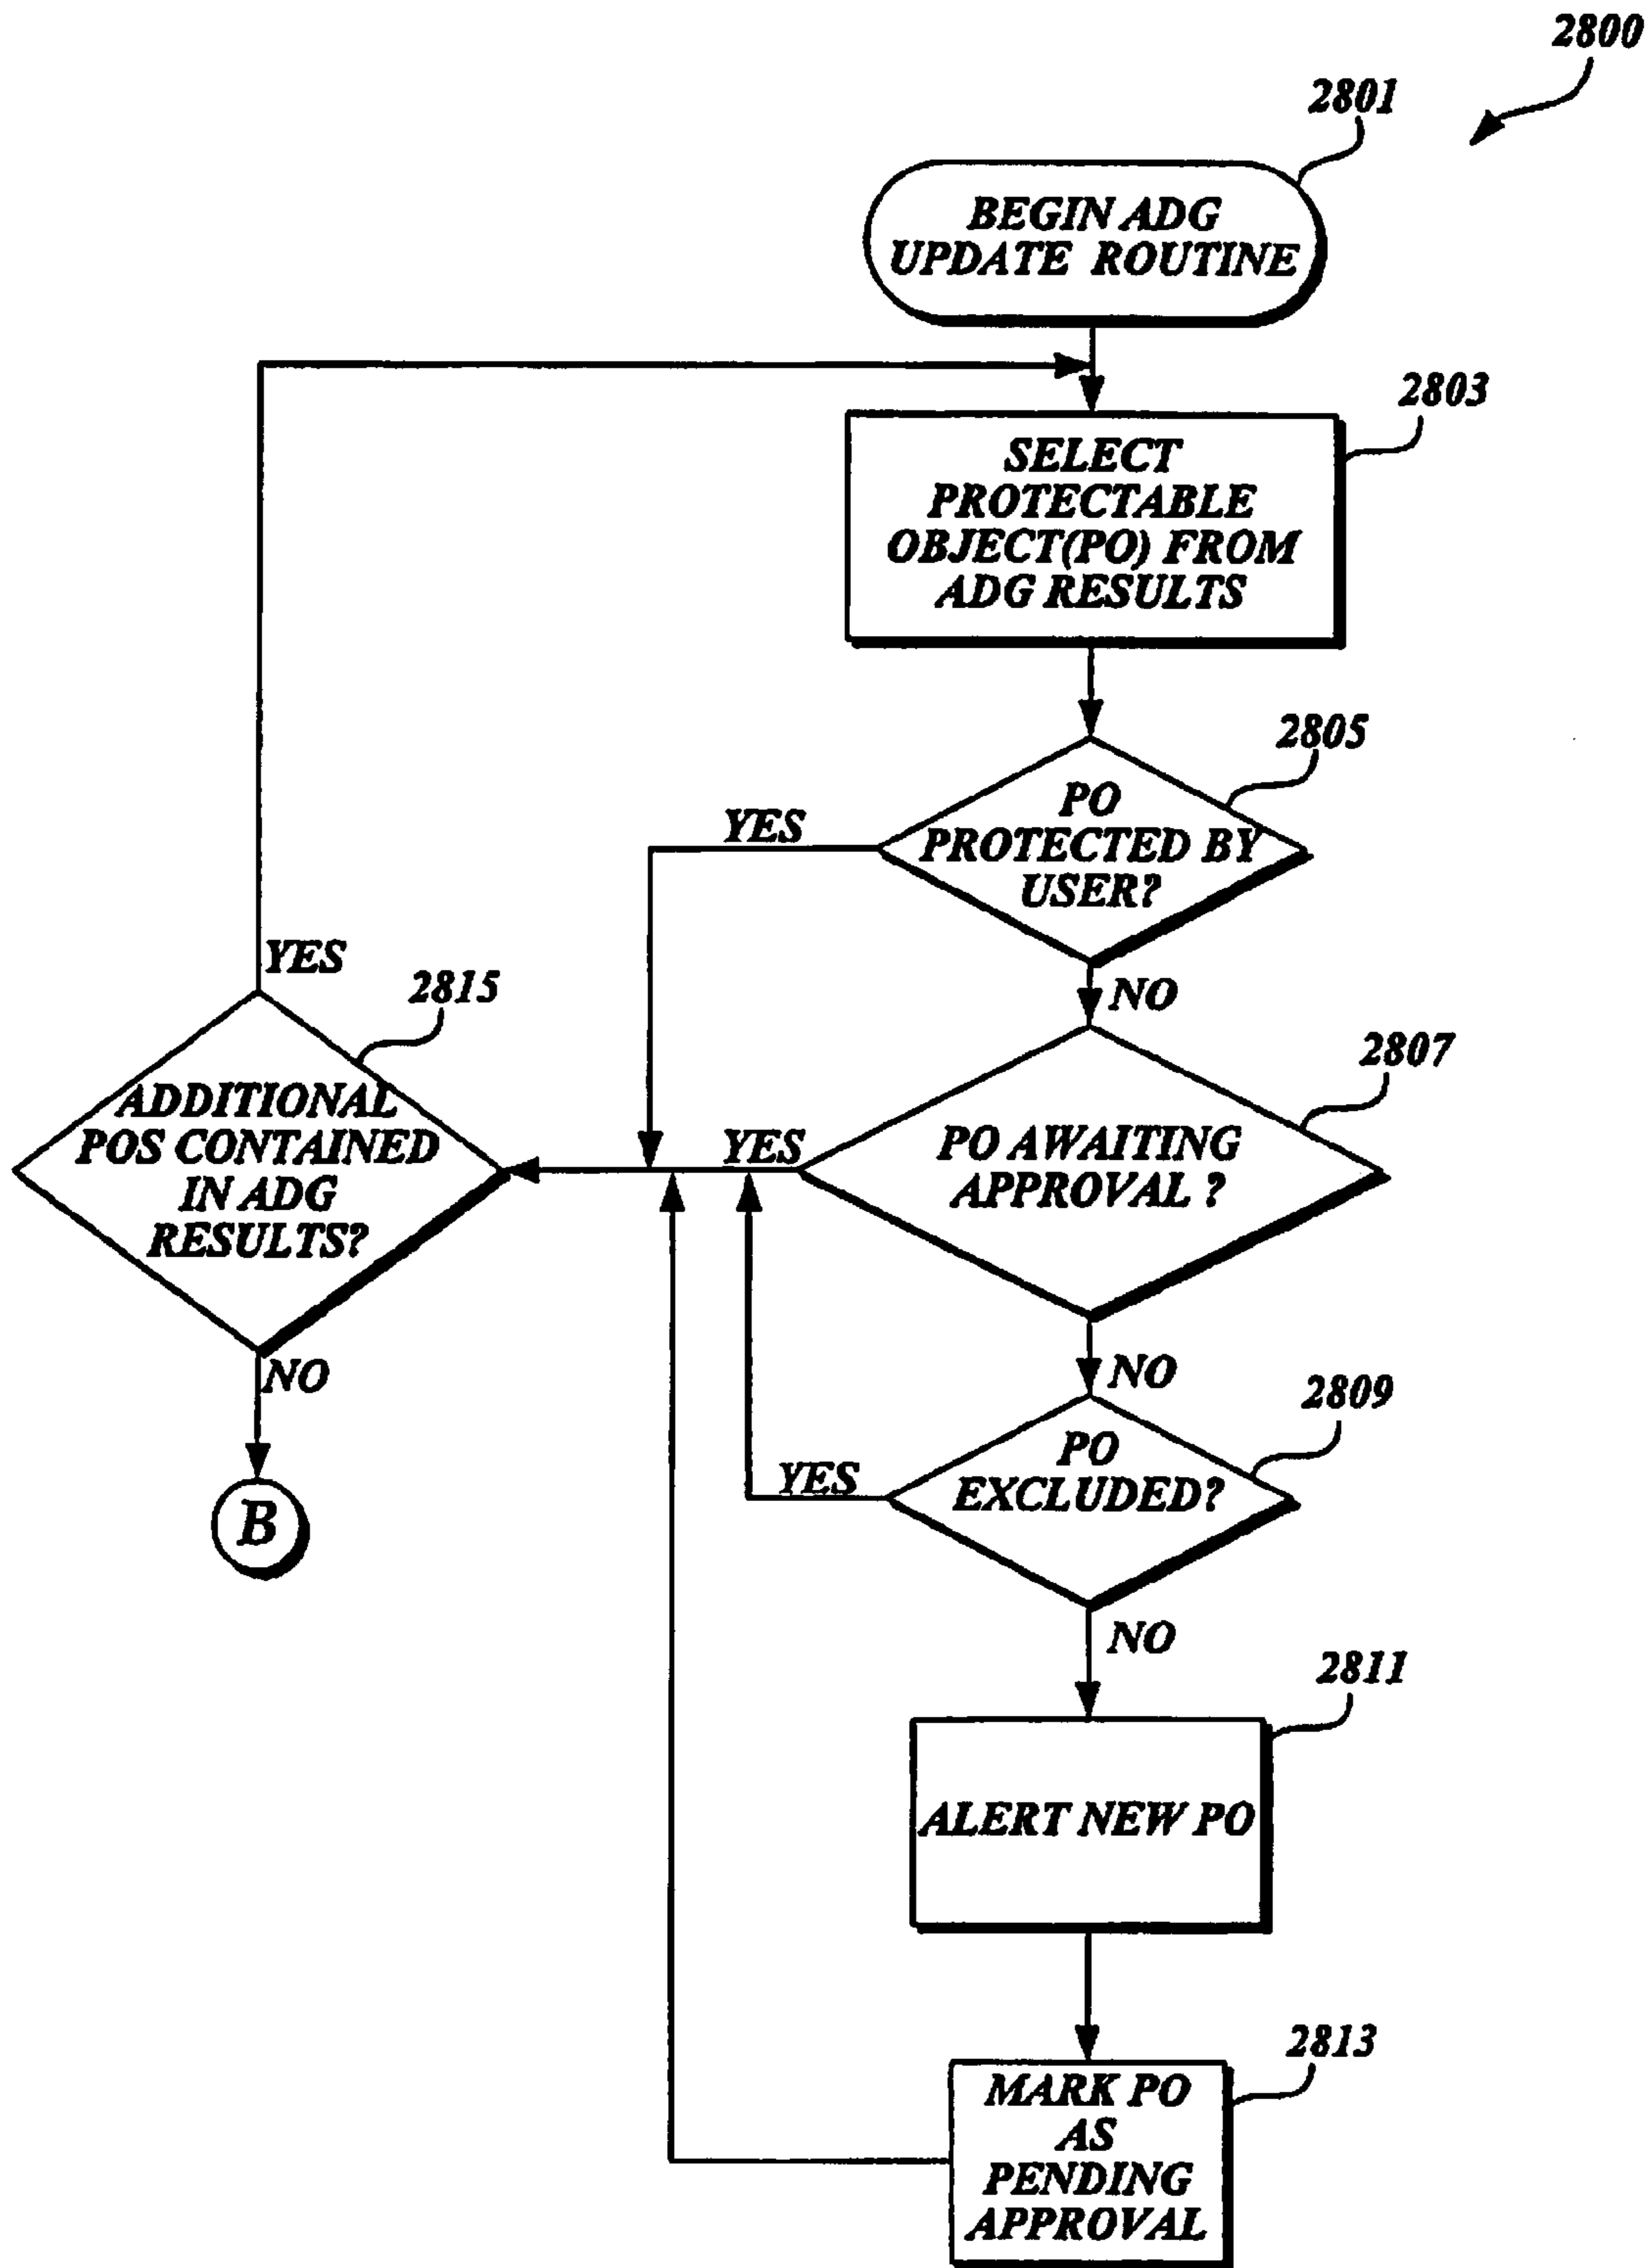 2800
2801
BEGIN ADG
UPDATE ROUTINE
2803
SELECT
PROTECTABLE
OBJECT(PO) FROM
ADG RESULTS
2805
PO
PROTECTED BY
USER?
YES
NO
2807
PO AWAITING
APPROVAL ?
YES
NO
2815
ADDITIONAL
POS CONTAINED
IN ADG
RESULTS?
YES
NO
B
2809
PO
EXCLUDED?
YES
NO
2811
ALERT NEW PO
2813
MARK PO
AS
PENDING
APPROVAL